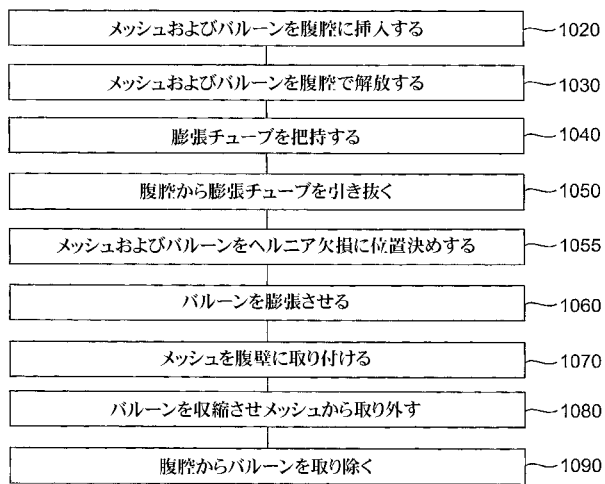 メッシュおよびバルーンを腹腔に挿入する 1020
メッシュおよびバルーンを腹腔で解放する 1030
膨張チューブを把持する 1040
腹腔から膨張チューブを引き抜く 1050
メッシュおよびバルーンをヘルニア欠損に位置決めする 1055
バルーンを膨張させる 1060
メッシュを腹壁に取り付ける 1070
バルーンを収縮させメッシュから取り外す 1080
腹腔からバルーンを取り除く 1090